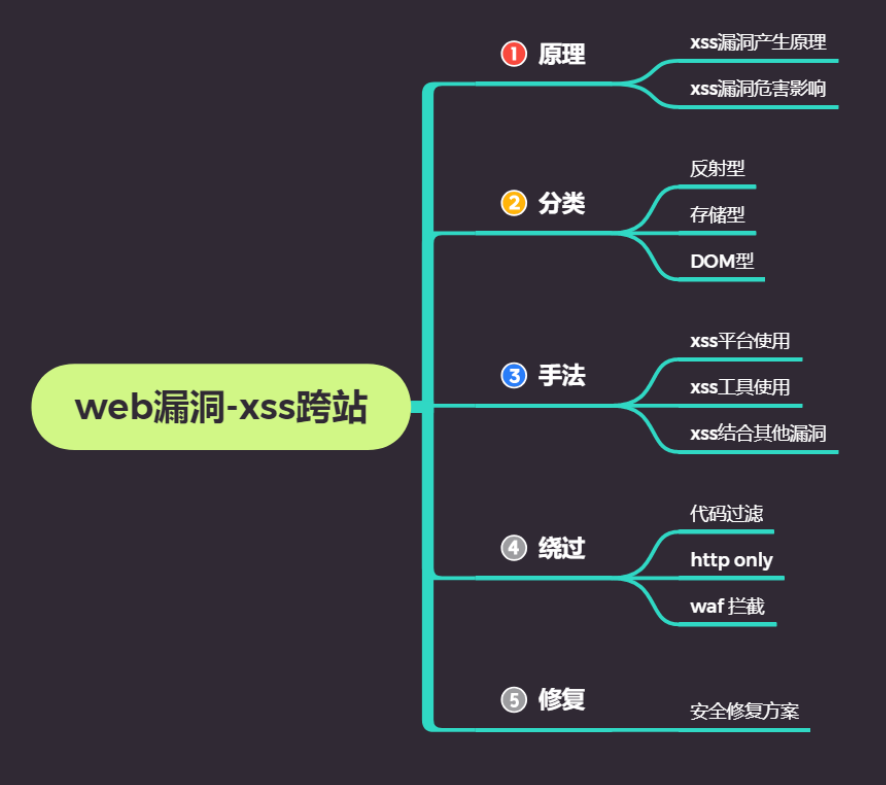 web漏洞-xss跨站
1 原理
xss漏洞产生原理
xss漏洞危害影响
2 分类
反射型
存储型
DOM型
3 手法
xss平台使用
xss工具使用
xss结合其他漏洞
4 绕过
代码过滤
http only
waf 拦截
5 修复
安全修复方案